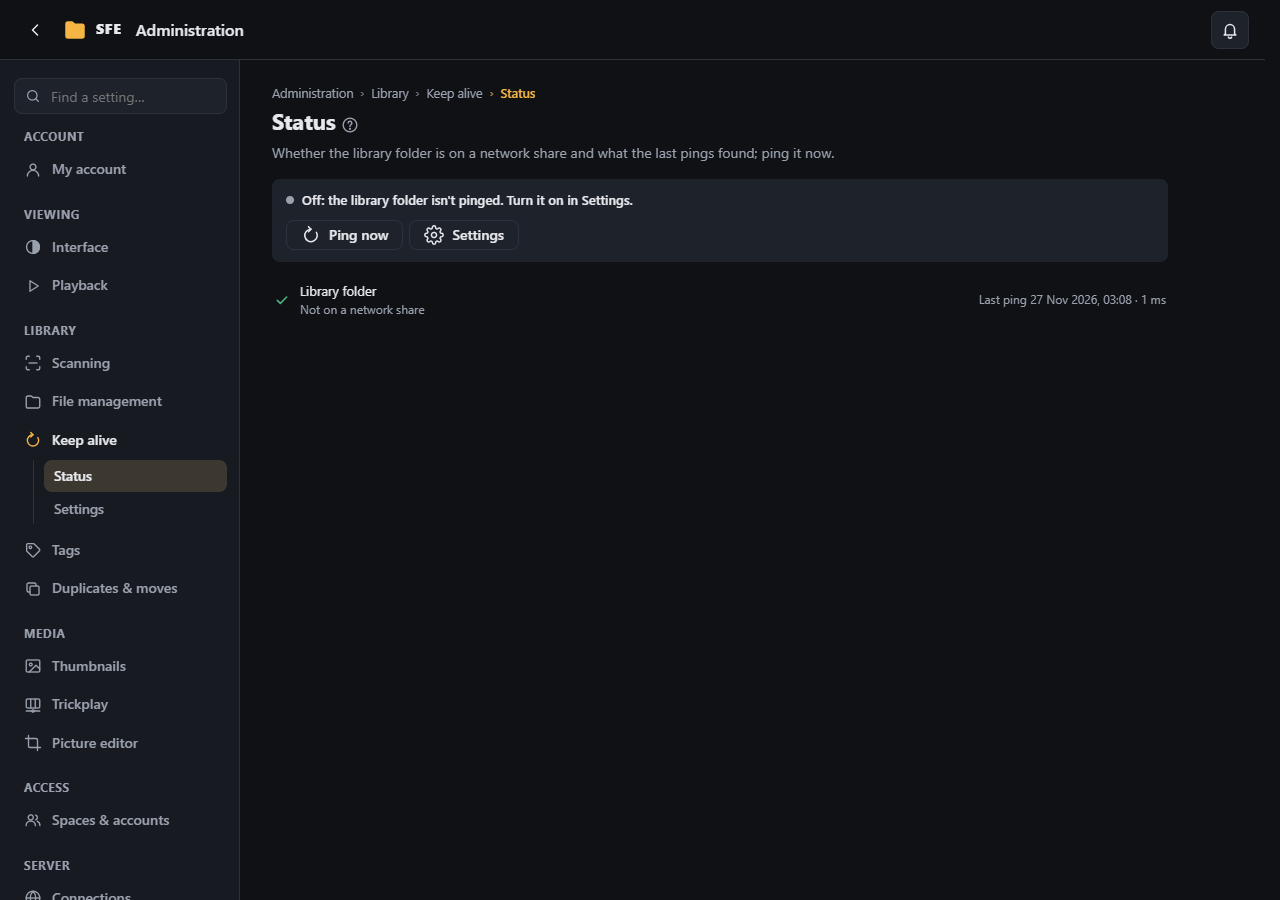 SFE Administration
Find a setting...
ACCOUNT
My account
VIEWING
Interface
Playback
LIBRARY
Scanning
File management
Keep alive
Status
Settings
Tags
Duplicates & moves
MEDIA
Thumbnails
Trickplay
Picture editor
ACCESS
Spaces & accounts
SERVER
Connections
Administration › Library › Keep alive › Status
Status
Whether the library folder is on a network share and what the last pings found; ping it now.
Off: the library folder isn't pinged. Turn it on in Settings.
Ping now Settings
Library folder
Not on a network share
Last ping 27 Nov 2026, 03:08 · 1 ms